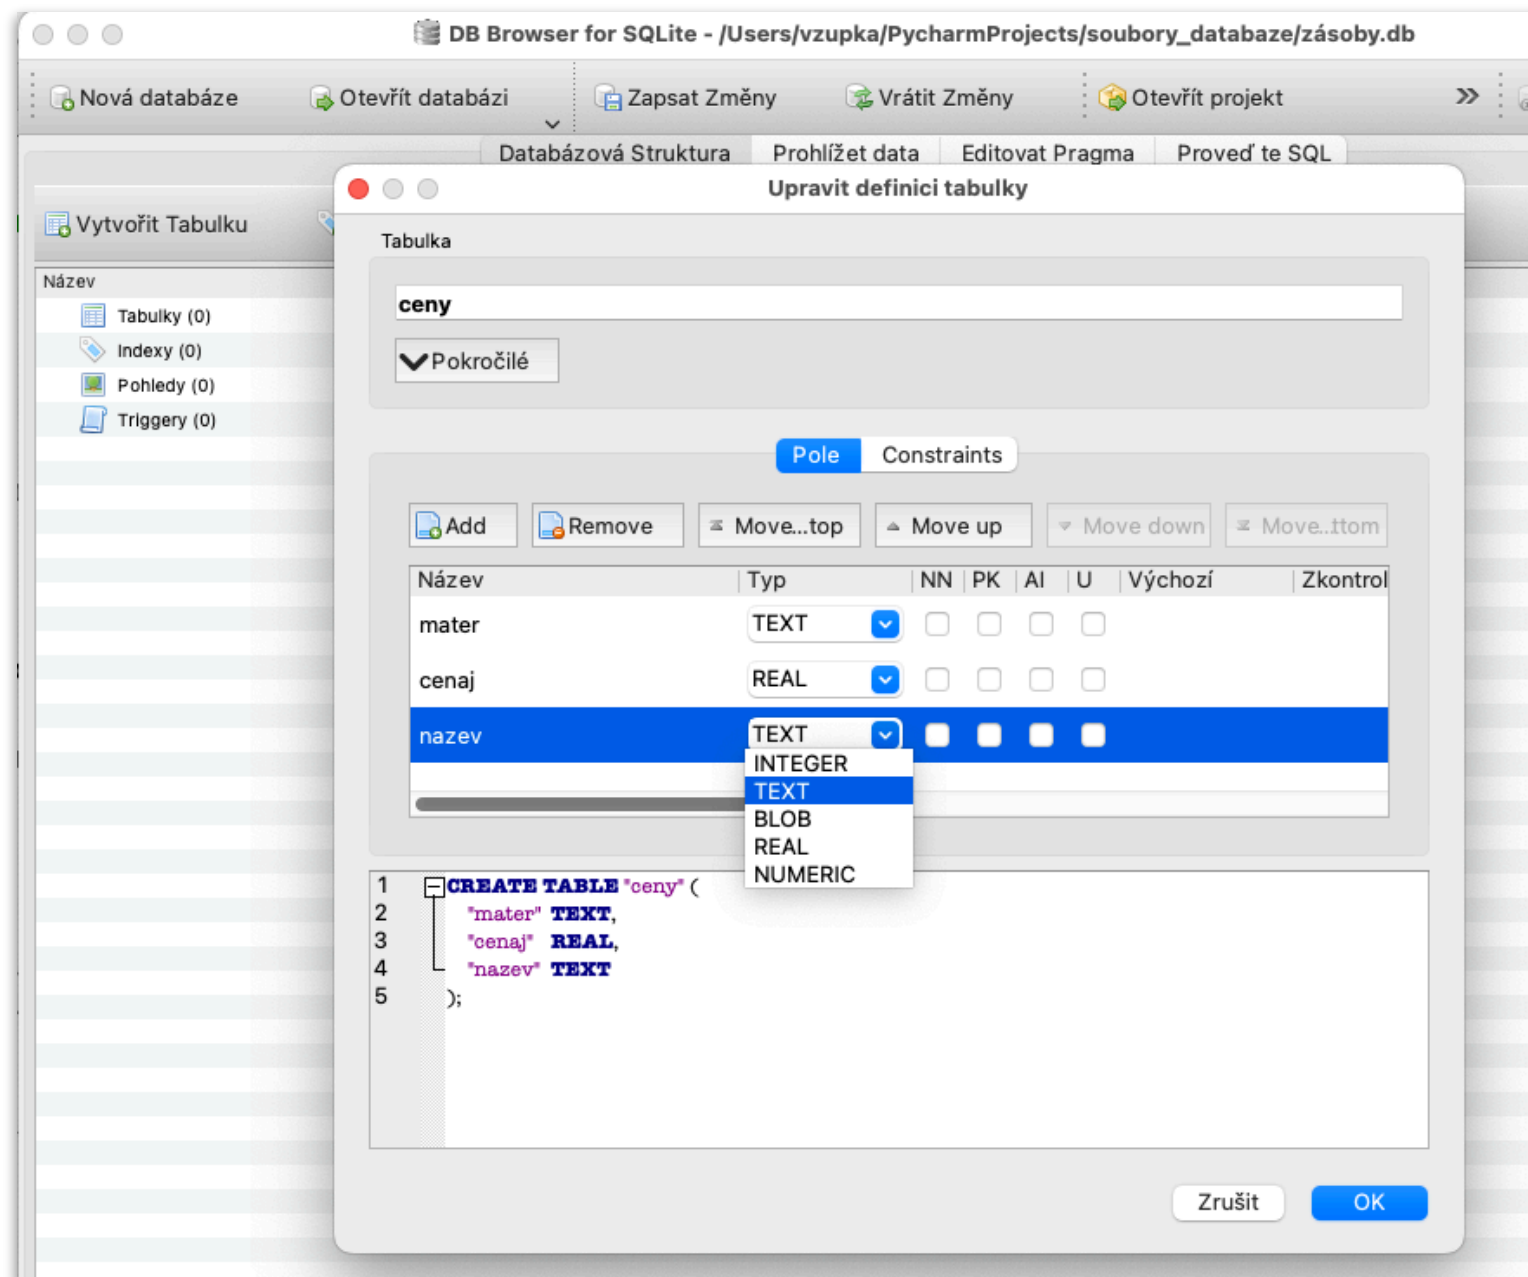 DB Browser for SQLite - /Users/vzupka/PycharmProjects/soubory_databaze/zásoby.db
Nová databáze Otevřít databázi Zapsat Změny Vrátit Změny Otevřít projekt »
Databázová Struktura Prohlížet data Editovat Pragma Proveď te SQL
Upravit definici tabulky
Vytvořit Tabulku
Název
Tabulky (0)
Indexy (0)
Pohledy (0)
Triggery (0)
Tabulka
ceny
Pokročilé
Pole Constraints
Add Remove Move...top Move up Move down Move..ttom
Název Typ NN PK AI U Výchozí Zkontrol
mater TEXT
cenaj REAL
nazev TEXT
INTEGER
TEXT
BLOB
REAL
NUMERIC
1 CREATE TABLE "ceny" (
2 "mater" TEXT,
3 "cenaj" REAL,
4 "nazev" TEXT
5 );
Zrušit OK